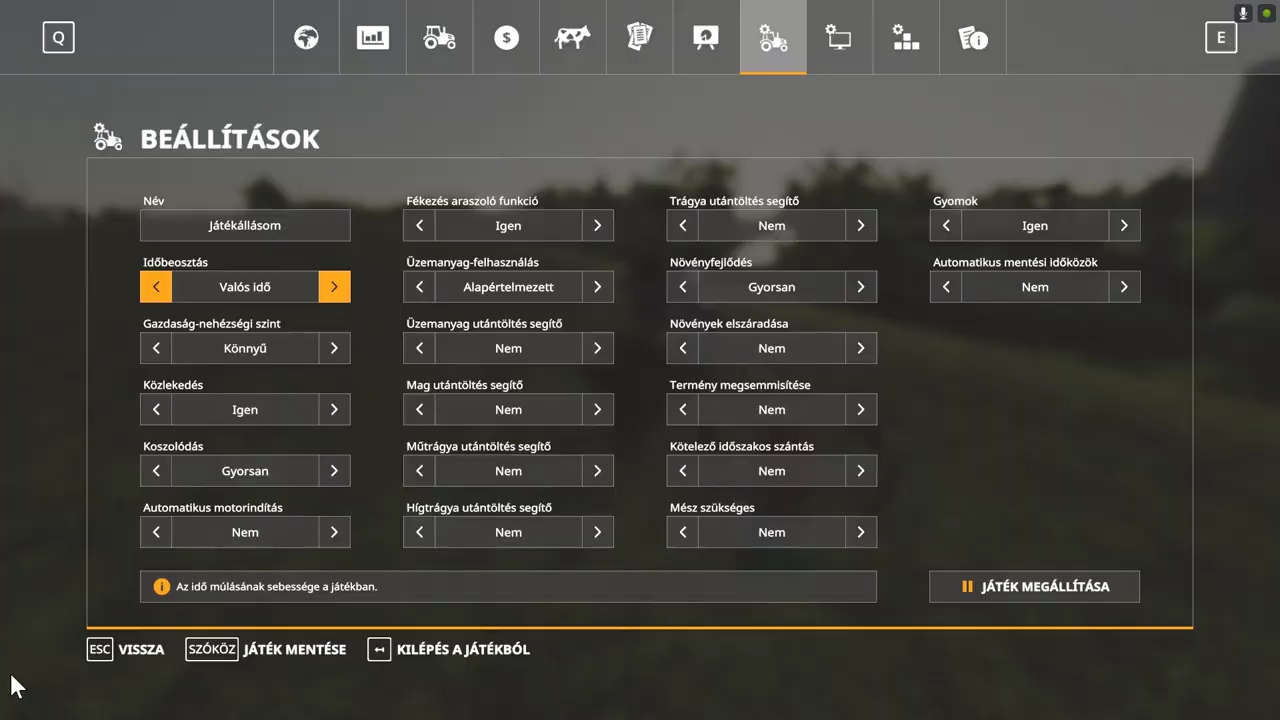 Q
E
BEÁLLÍTÁSOK
Név
Játékállásom
Időbeosztás
Valós idő
Gazdaság-nehézségi szint
Könnyű
Közlekedés
Igen
Koszolódás
Gyorsan
Automatikus motorindítás
Nem
Fékezés araszoló funkció
Igen
Üzemanyag-felhasználás
Alapértelmezett
Üzemanyag utántöltés segítő
Nem
Mag utántöltés segítő
Nem
Műtrágya utántöltés segítő
Nem
Hígtrágya utántöltés segítő
Nem
Trágya utántöltés segítő
Nem
Növényfejlődés
Gyorsan
Növények elszáradása
Nem
Termény megsemmisítése
Nem
Kötelező időszakos szántás
Nem
Mész szükséges
Nem
Gyomok
Igen
Automatikus mentési időközök
Nem
Az idő múlásának sebessége a játékban.
JÁTÉK MEGÁLLÍTÁSA
ESC VISSZA SZÓKÖZ JÁTÉK MENTÉSE KILÉPÉS A JÁTÉKBÓL